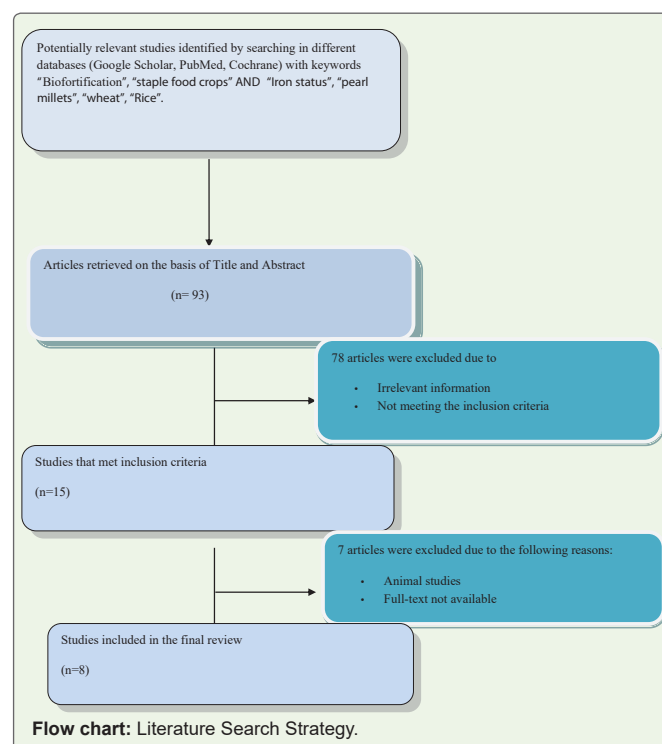 Potentially relevant studies identified by searching in different
databases (Google Scholar, PubMed, Cochrane) with keywords
"Biofortification", "staple food crops" AND "Iron status", "pearl
millets", "wheat", "Rice".
Articles retrieved on the basis of Title and Abstract
(n= 93)
78 articles were excluded due to
• Irrelevant information
• Not meeting the inclusion criteria
Studies that met inclusion criteria
(n=15)
7 articles were excluded due to the following reasons:
• Animal studies
• Full-text not available
Studies included in the final review
(n=8)
Flow chart: Literature Search Strategy.